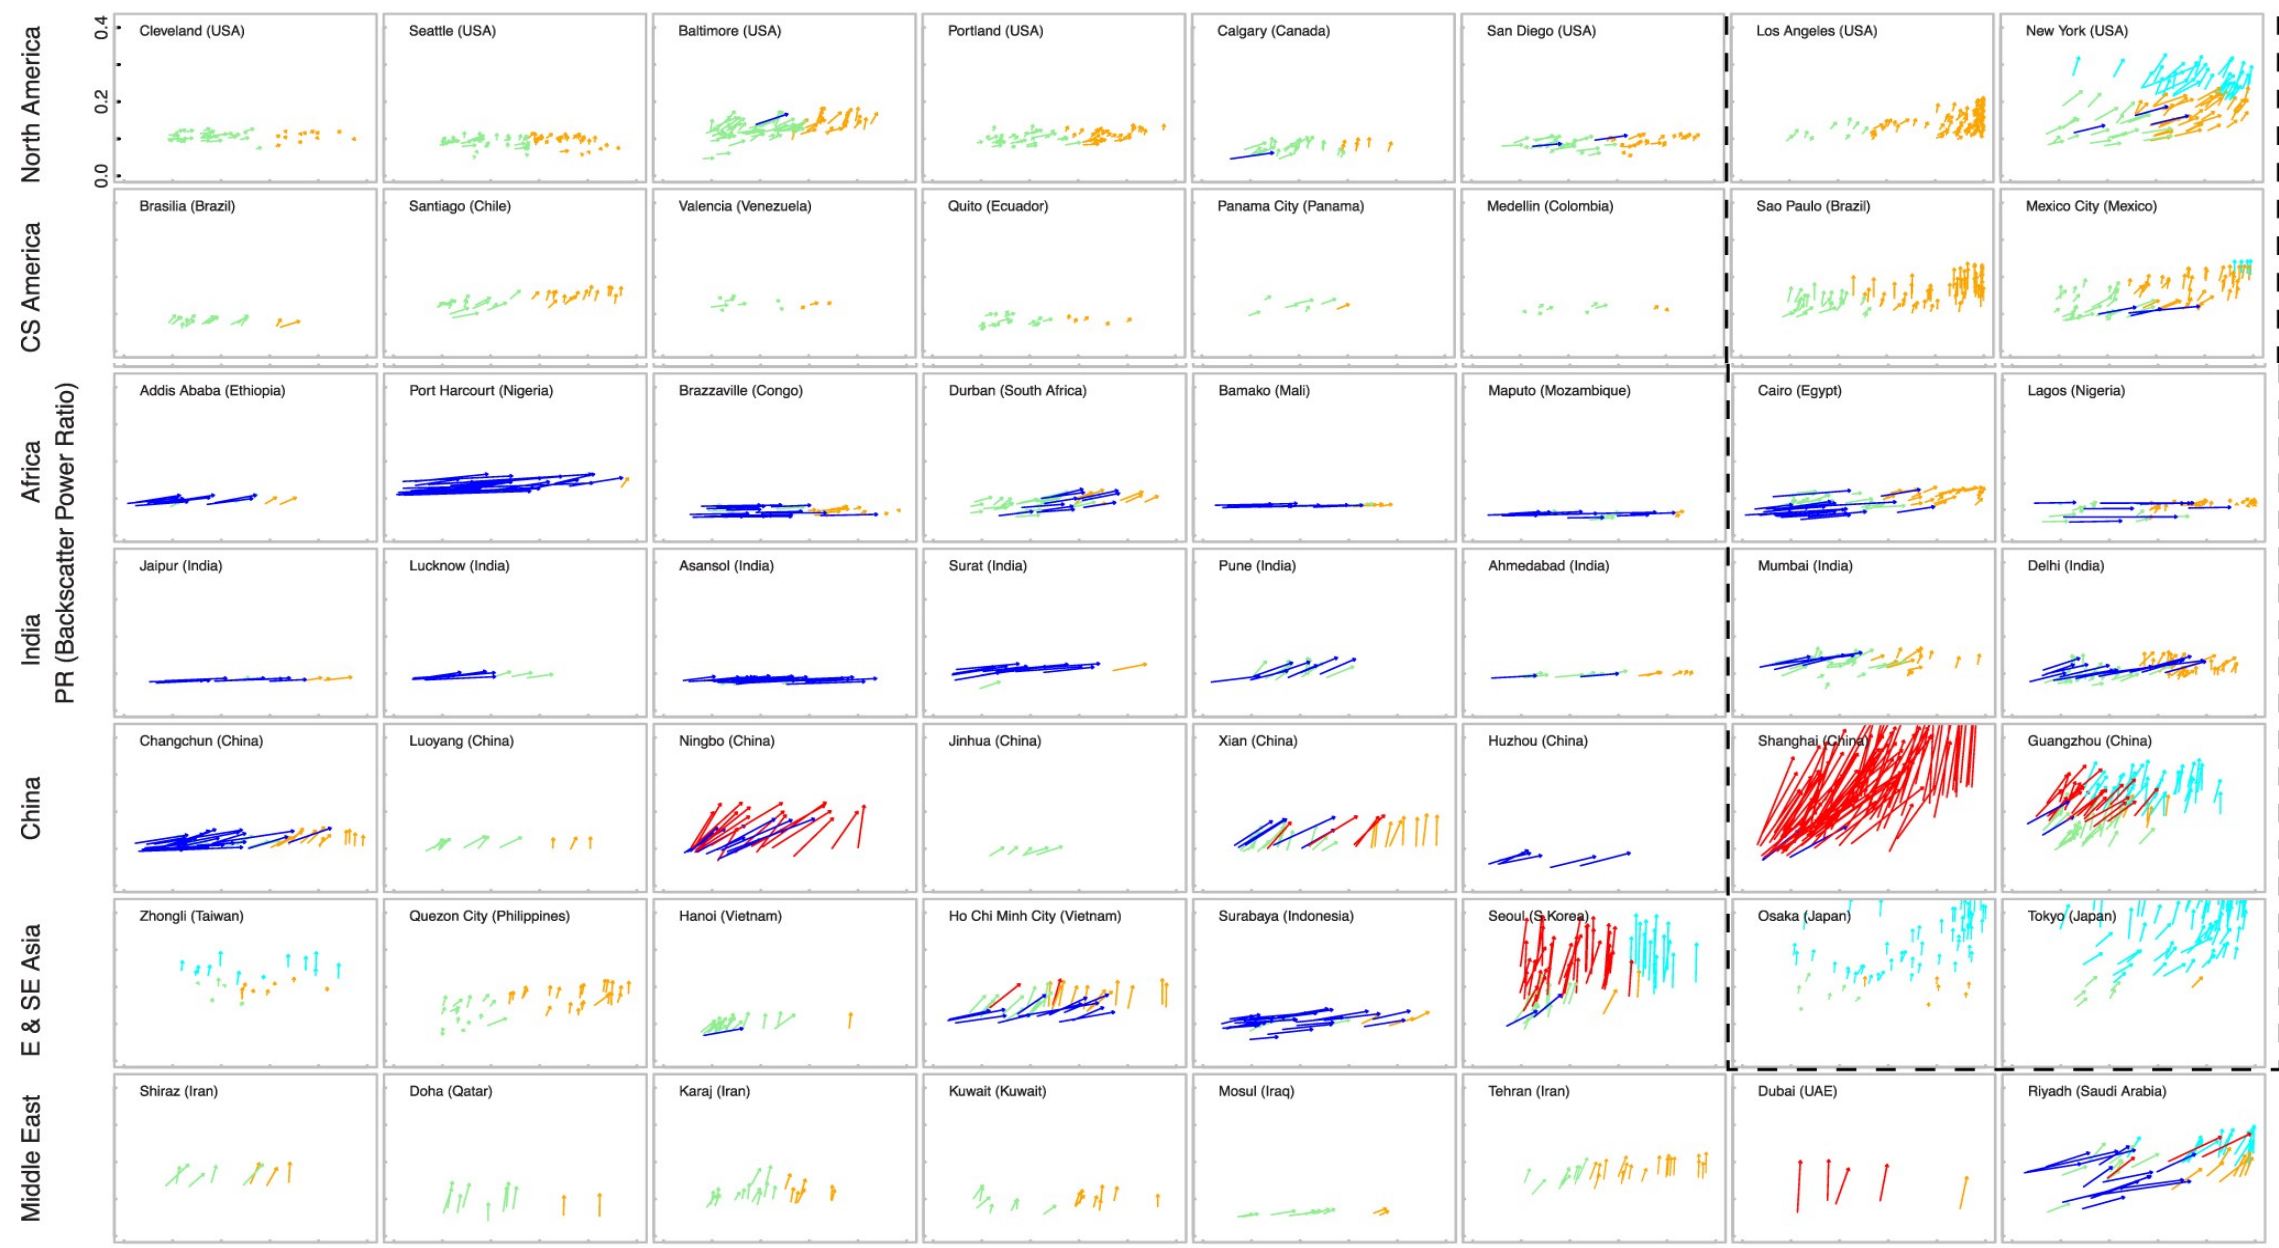 North America
0.4
0.2
0.0
Cleveland (USA)
Seattle (USA)
Baltimore (USA)
Portland (USA)
Calgary (Canada)
San Diego (USA)
Los Angeles (USA)
New York (USA)
CS America
Brasilia (Brazil)
Santiago (Chile)
Valencia (Venezuela)
Quito (Ecuador)
Panama City (Panama)
Medellin (Colombia)
Sao Paulo (Brazil)
Mexico City (Mexico)
PR (Backscatter Power Ratio)
Africa
Addis Ababa (Ethiopia)
Port Harcourt (Nigeria)
Brazzaville (Congo)
Durban (South Africa)
Bamako (Mali)
Maputo (Mozambique)
Cairo (Egypt)
Lagos (Nigeria)
India
Jaipur (India)
Lucknow (India)
Asansol (India)
Surat (India)
Pune (India)
Ahmedabad (India)
Mumbai (India)
Delhi (India)
China
Changchun (China)
Luoyang (China)
Ningbo (China)
Jinhua (China)
Xian (China)
Huzhou (China)
Shanghai (China)
Guangzhou (China)
E & SE Asia
Zhongli (Taiwan)
Quezon City (Philippines)
Hanoi (Vietnam)
Ho Chi Minh City (Vietnam)
Surabaya (Indonesia)
Seoul (S.Korea)
Osaka (Japan)
Tokyo (Japan)
Middle East
Shiraz (Iran)
Doha (Qatar)
Karaj (Iran)
Kuwait (Kuwait)
Mosul (Iraq)
Tehran (Iran)
Dubai (UAE)
Riyadh (Saudi Arabia)